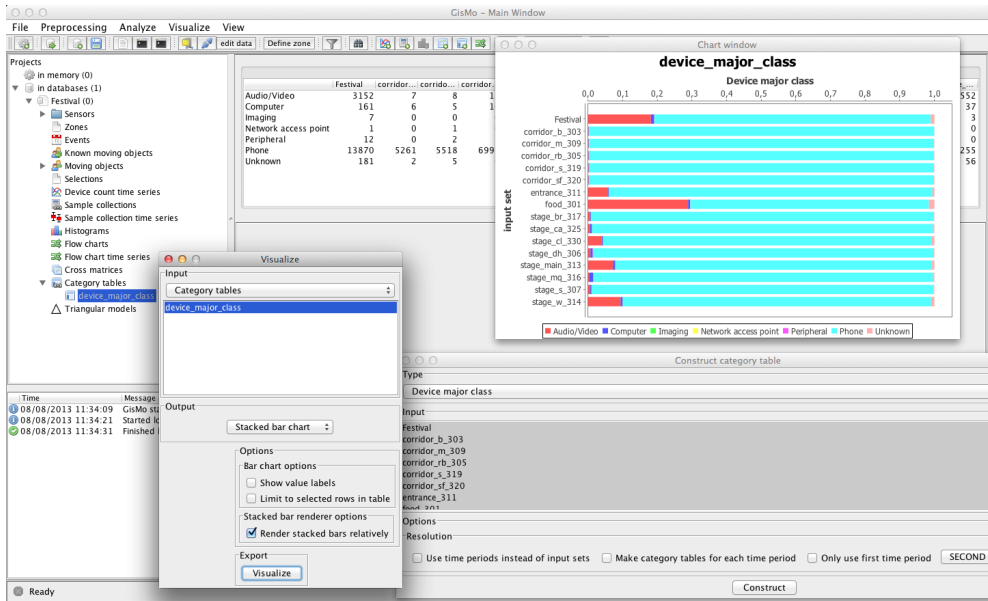 GisMo – Main Window
File Preprocessing Analyze Visualize View
edit data Define zone
Projects
in memory (0)
in databases (1)
Festival (0)
Sensors
Zones
Events
Known moving objects
Moving objects
Selections
Device count time series
Sample collections
Sample collection time series
Histograms
Flow charts
Flow chart time series
Cross matrices
Category tables
device_major_class
Triangular models
Festival corridor... corrido... corridor.
Audio/Video 3152 7 8 1
Computer 161 6 5 1
Imaging 7 0 0
Network access point 1 0 1
Peripheral 12 0 2
Phone 13870 5261 5518 699
Unknown 181 2 5
552
37
3
0
0
255
56
Chart window
device_major_class
Device major class
0,0 0,1 0,2 0,3 0,4 0,5 0,6 0,7 0,8 0,9 1,0
input set
Festival
corridor_b_303
corridor_m_309
corridor_rb_305
corridor_s_319
corridor_sf_320
entrance_311
food_301
stage_br_317
stage_ca_325
stage_cl_330
stage_dh_306
stage_main_313
stage_mq_316
stage_s_307
stage_w_314
Audio/Video Computer Imaging Network access point Peripheral Phone Unknown
Time Message
08/08/2013 11:34:09 GisMo sta
08/08/2013 11:34:21 Started lo
08/08/2013 11:34:31 Finished
Ready
Visualize
Input
Category tables
device_major_class
Output
Stacked bar chart
Options
Bar chart options
Show value labels
Limit to selected rows in table
Stacked bar renderer options
Render stacked bars relatively
Export
Visualize
Construct category table
Type
Device major class
Input
Festival
corridor_b_303
corridor_m_309
corridor_rb_305
corridor_s_319
corridor_sf_320
entrance_311
food_301
Options
Resolution
Use time periods instead of input sets Make category tables for each time period Only use first time period SECOND
Construct